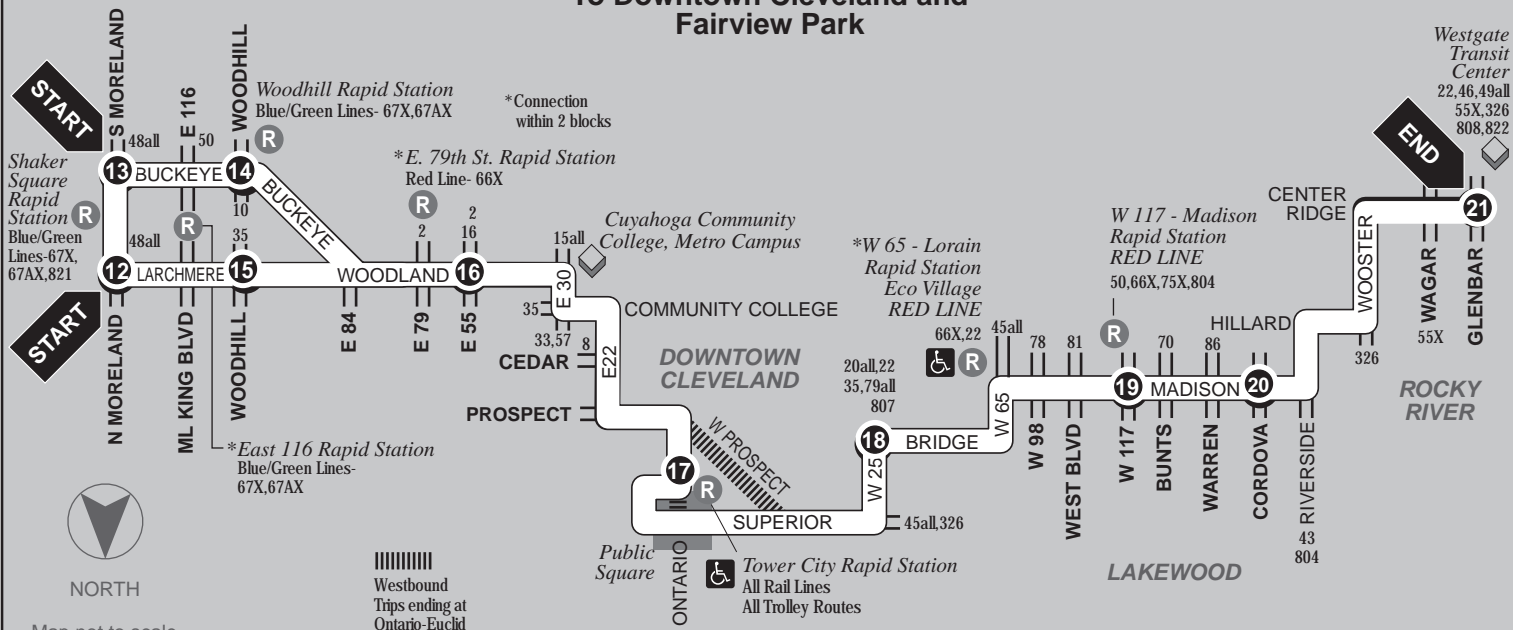 To Downtown Cleveland and
Fairview Park
START
S MORELAND
48all
E 116
50
WOODHILL
Woodhill Rapid Station
Blue/Green Lines- 67X,67AX
R
*Connection
within 2 blocks
Shaker
Square
Rapid
Station R
Blue/Green
Lines-67X,
67AX,821
13 BUCKEYE 14
BUCKEYE
R
10
35
48all
12 LARCHMERE 15
WOODLAND 16
START
N MORELAND
ML KING BLVD
WOODHILL
E 84
E 79
E 55
*E. 79th St. Rapid Station
Red Line- 66X
R
2
2
16
15all
Cuyahoga Community
College, Metro Campus
E 30
35
33,57
COMMUNITY COLLEGE
8
CEDAR
E22
DOWNTOWN
CLEVELAND
PROSPECT
*East 116 Rapid Station
Blue/Green Lines-
67X,67AX
17
R
W PROSPECT
SUPERIOR
Public
Square
ONTARIO
Tower City Rapid Station
All Rail Lines
All Trolley Routes
NORTH
Map not to scale
Westbound
Trips ending at
Ontario-Euclid
*W 65 - Lorain
Rapid Station
Eco Village
RED LINE
66X,22
R
20all,22
35,79all
807
18 BRIDGE
W 25
45all,326
W 65
45all
78
81
W 117 - Madison
Rapid Station
RED LINE
50,66X,75X,804
R
70
86
19 MADISON 20
W 98
WEST BLVD
W 117
BUNTS
WARREN
CORDOVA
RIVERSIDE
43
804
LAKEWOOD
HILLARD
WOOSTER
326
CENTER
RIDGE
END
Westgate
Transit
Center
22,46,49all
55X,326
808,822
21
WAGAR
55X
GLENBAR
ROCKY
RIVER